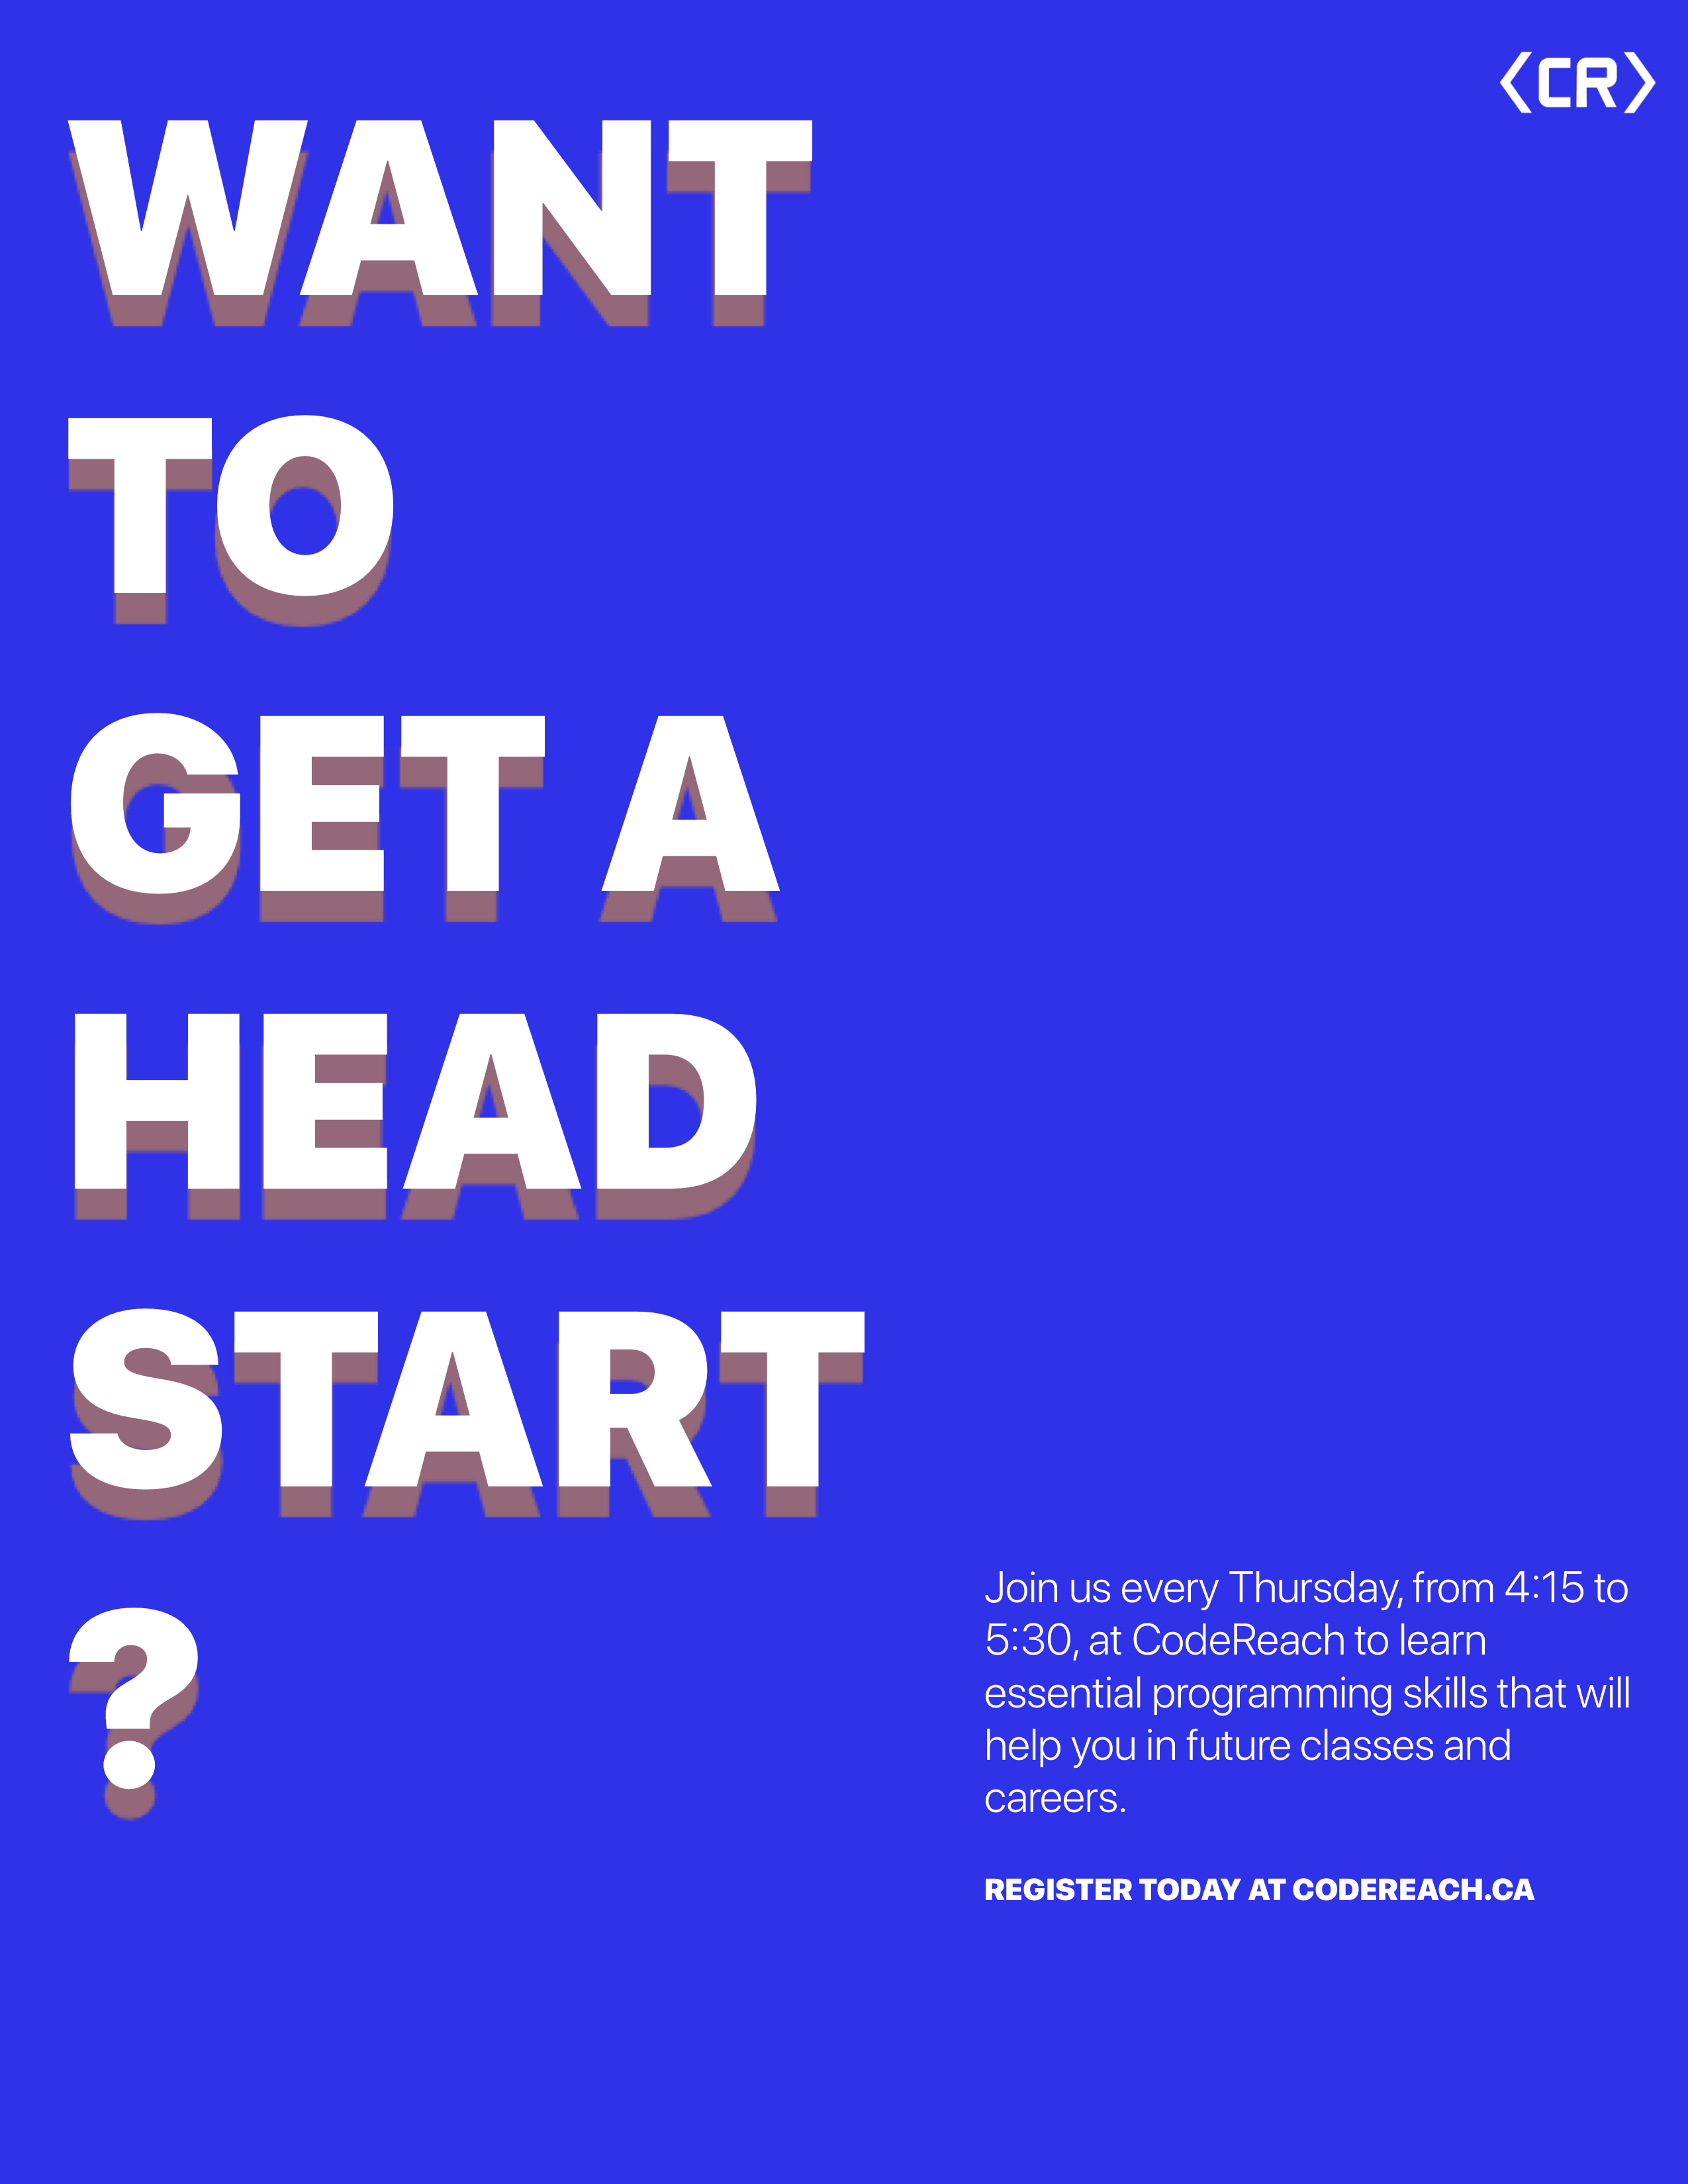 <CR>
WANT
TO
GET A
HEAD
START
?
Join us every Thursday, from 4:15 to
5:30, at CodeReach to learn
essential programming skills that will
help you in future classes and
careers.
REGISTER TODAY AT CODEREACH.CA